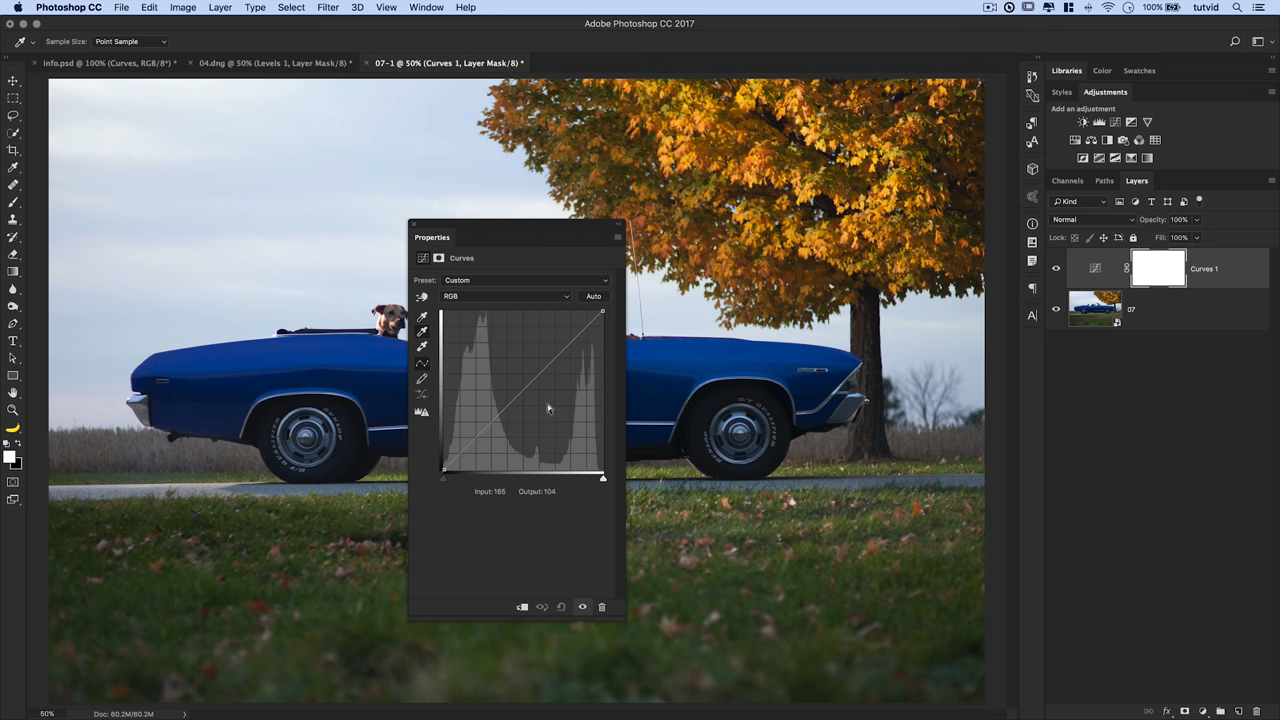 Photoshop CC File Edit Image Layer Type Select Filter 3D View Window Help 100% tutvid
Adobe Photoshop CC 2017
Sample Size: Point Sample
info.psd @ 100% (Curves, RGB/8*) * 04.dng @ 50% (Levels 1, Layer Mask/8) * 07-1 @ 50% (Curves 1, Layer Mask/8) *
Libraries Color Swatches
Styles Adjustments
Add an adjustment
Channels Paths Layers
Kind
Normal Opacity: 100%
Lock: Fill: 100%
Curves 1
07
Properties
Curves
Preset: Custom
RGB Auto
Input: 165 Output: 104
50% Doc: 60.2M/60.2M